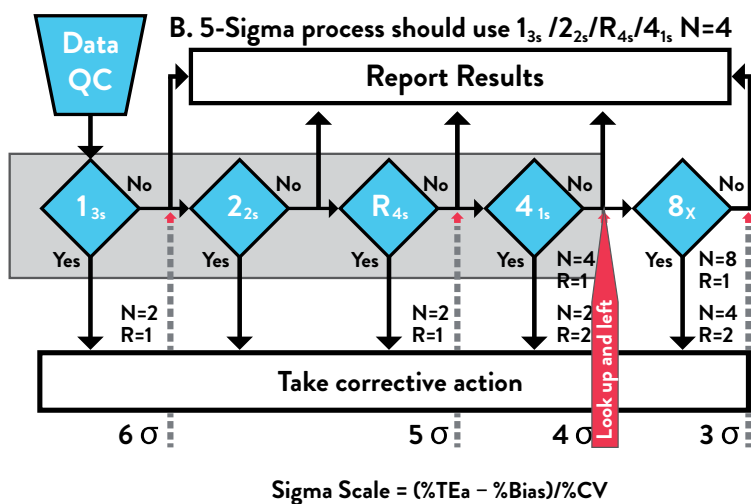 B. 5-Sigma process should use 1₃ₛ /2₂ₛ/R₄ₛ/4₁ₛ N=4
Data
QC
Report Results
No No No No No
1₃ₛ 2₂ₛ R₄ₛ 4₁ₛ 8ₓ
Yes Yes Yes Yes Yes
N=2 N=2 N=4 N=8
R=1 R=1 R=1 R=1
N=2 N=4
R=2 R=2
Look up and left
Take corrective action
6 σ 5 σ 4 σ 3 σ
Sigma Scale = (%TEa – %Bias)/%CV